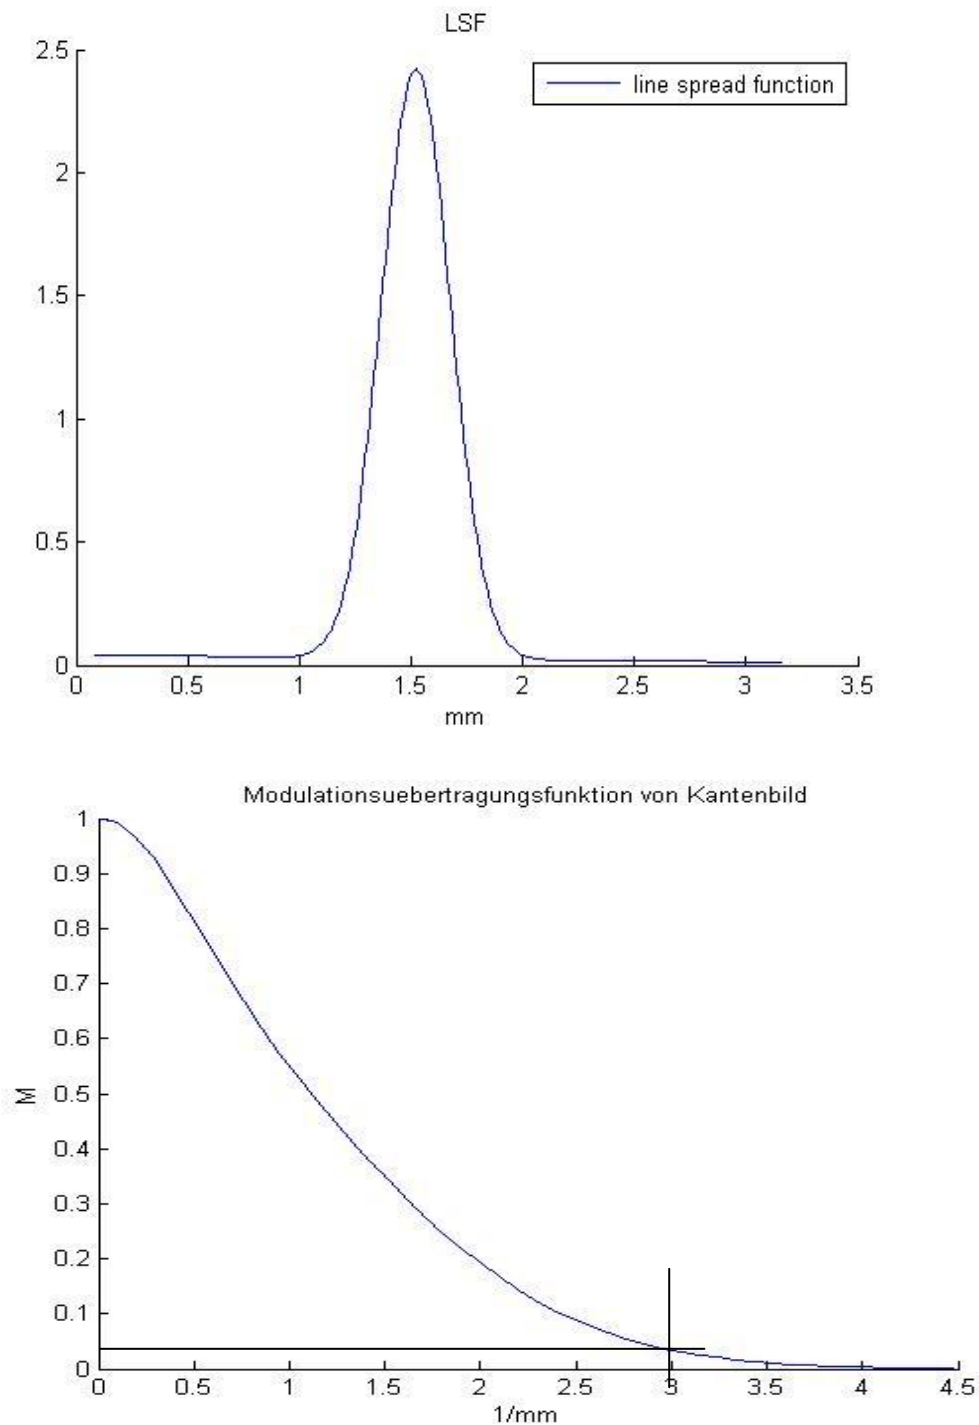 LSF
line spread function
2.5
2
1.5
1
0.5
0
0 0.5 1 1.5 2 2.5 3 3.5
mm
Modulationsuebertragungsfunktion von Kantenbild
1
0.9
0.8
0.7
0.6
0.5
0.4
0.3
0.2
0.1
0
M
0 0.5 1 1.5 2 2.5 3 3.5 4 4.5
1/mm